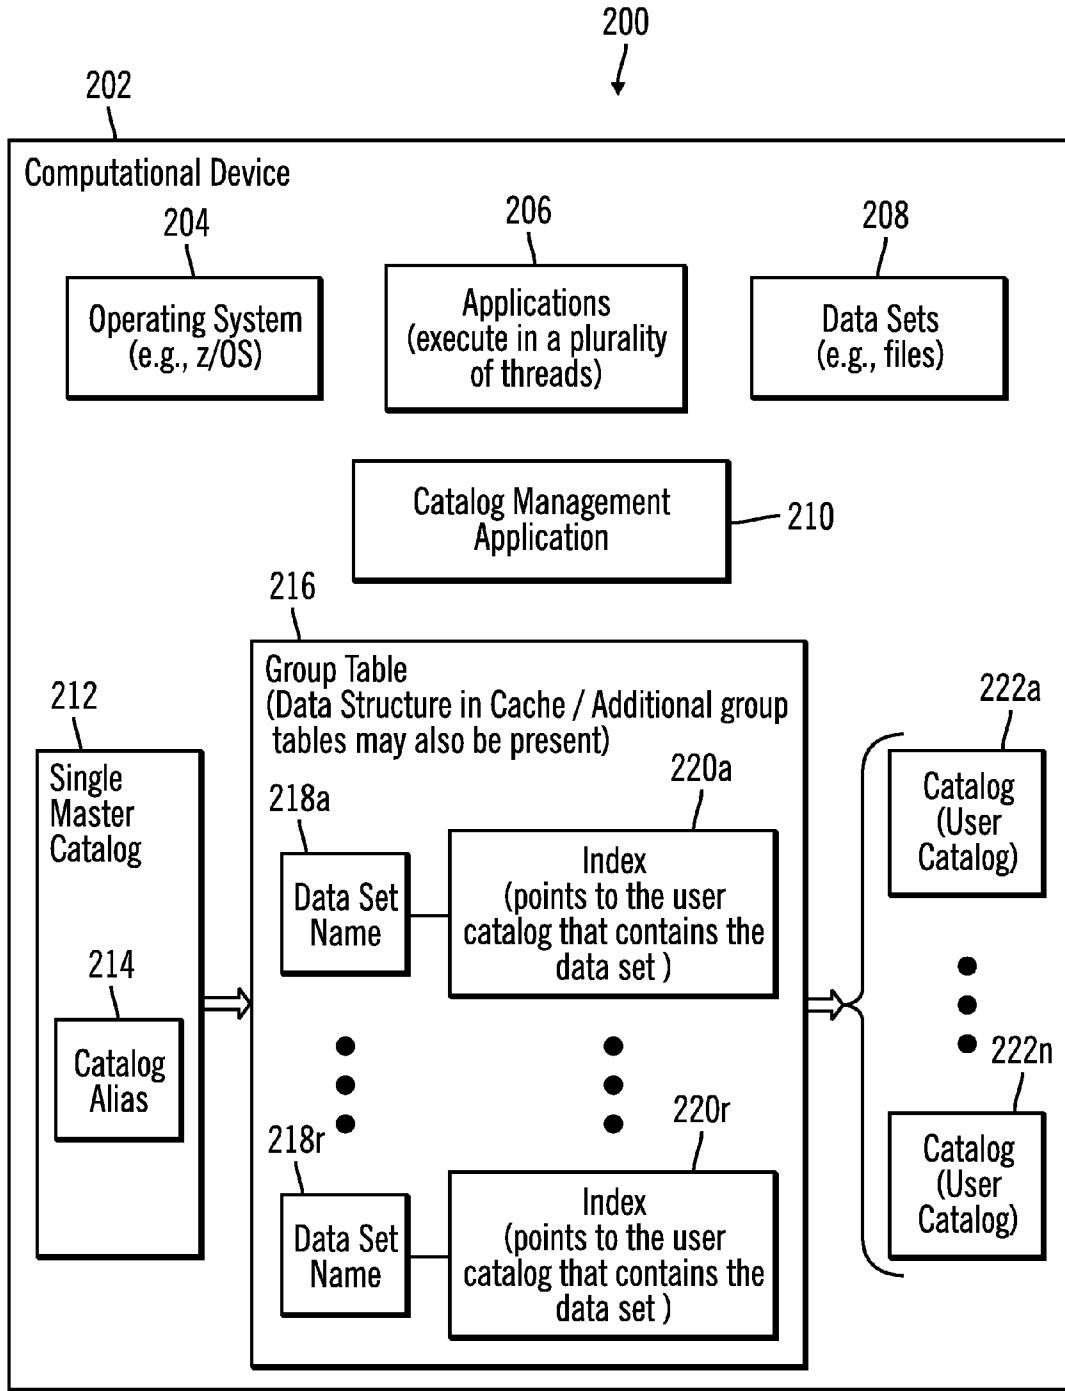 200
202
Computational Device
204
206
208
Operating System
(e.g., z/OS)
Applications
(execute in a plurality
of threads)
Data Sets
(e.g., files)
Catalog Management
Application
210
216
Group Table
(Data Structure in Cache / Additional group
tables may also be present)
212
Single
Master
Catalog
214
Catalog
Alias
218a
Data Set
Name
220a
Index
(points to the user
catalog that contains the
data set )
218r
Data Set
Name
220r
Index
(points to the user
catalog that contains the
data set )
222a
Catalog
(User
Catalog)
222n
Catalog
(User
Catalog)